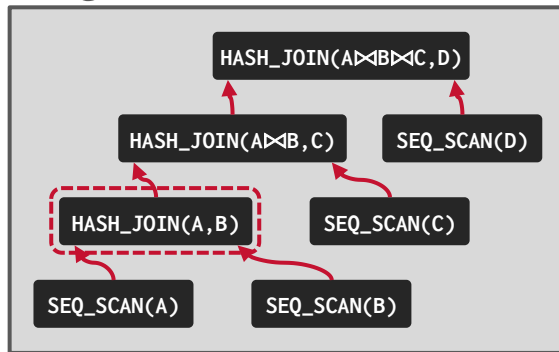 HASH_JOIN(A⋈B⋈C,D)
HASH_JOIN(A⋈B,C)
SEQ_SCAN(D)
HASH_JOIN(A,B)
SEQ_SCAN(C)
SEQ_SCAN(A)
SEQ_SCAN(B)